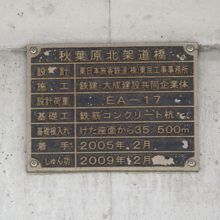 秋葉原北架道橋
設計 東日本旅客鉄道(株)東京工事事務所
施工 鉄建・大成建設共同企業体
設計荷重 EA-17
基礎工 鉄筋コンクリート杭
基礎根入れ けた座面から35.500m
着手 2005年2月
しゅん功 2009年12月